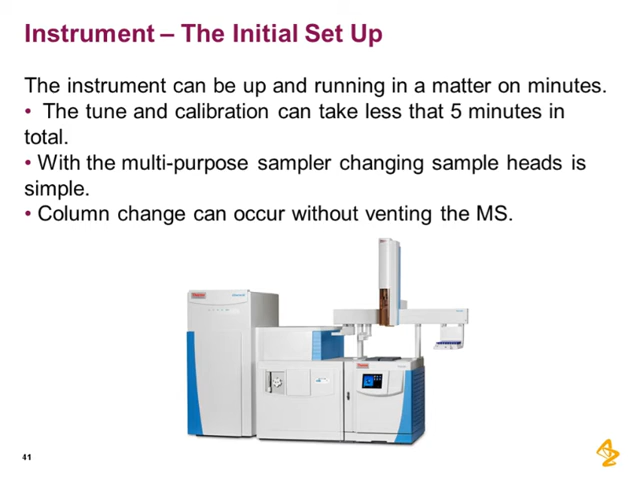 Instrument – The Initial Set Up
The instrument can be up and running in a matter on minutes.
• The tune and calibration can take less that 5 minutes in
total.
• With the multi-purpose sampler changing sample heads is
simple.
• Column change can occur without venting the MS.
41